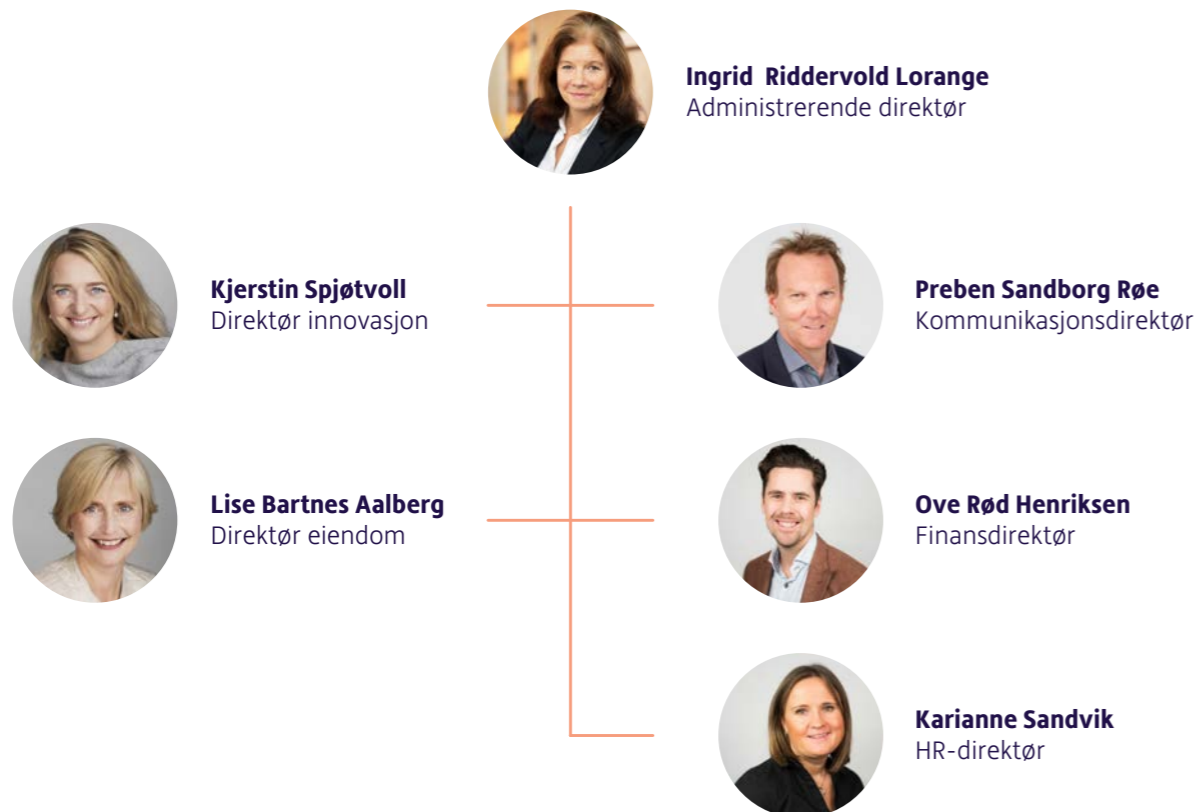 Ingrid Riddervold Lorange
Administrerende direktør
Kjerstin Spjøtvoll
Direktør innovasjon
Preben Sandborg Røe
Kommunikasjonsdirektør
Lise Bartnes Aalberg
Direktør eiendom
Ove Rød Henriksen
Finansdirektør
Karianne Sandvik
HR-direktør